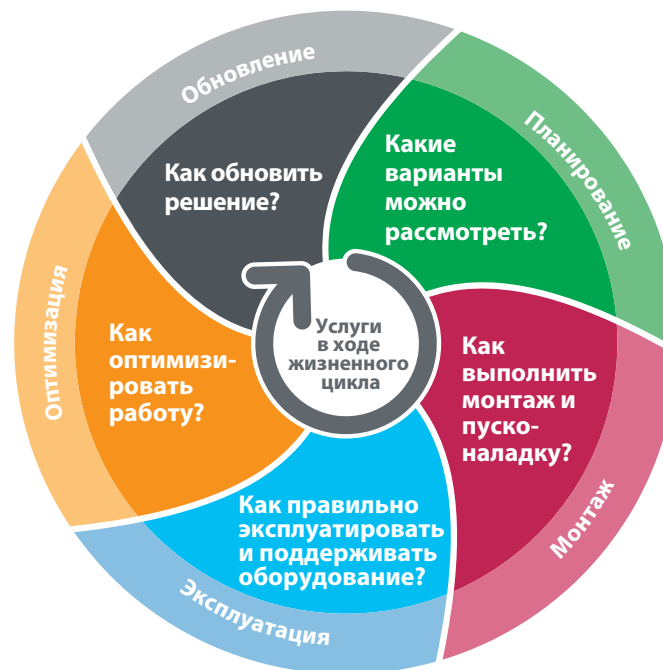 Обновление
Как обновить
решение?
Планирование
Какие
варианты
можно
рассмотреть?
Монтаж
Как
выполнить
монтаж и
пуско-
наладку?
Эксплуатация
Как правильно
эксплуатировать
и поддерживать
оборудование?
Оптимизация
Как
оптимизи-
ровать
работу?
Услуги
в ходе
жизненного
цикла